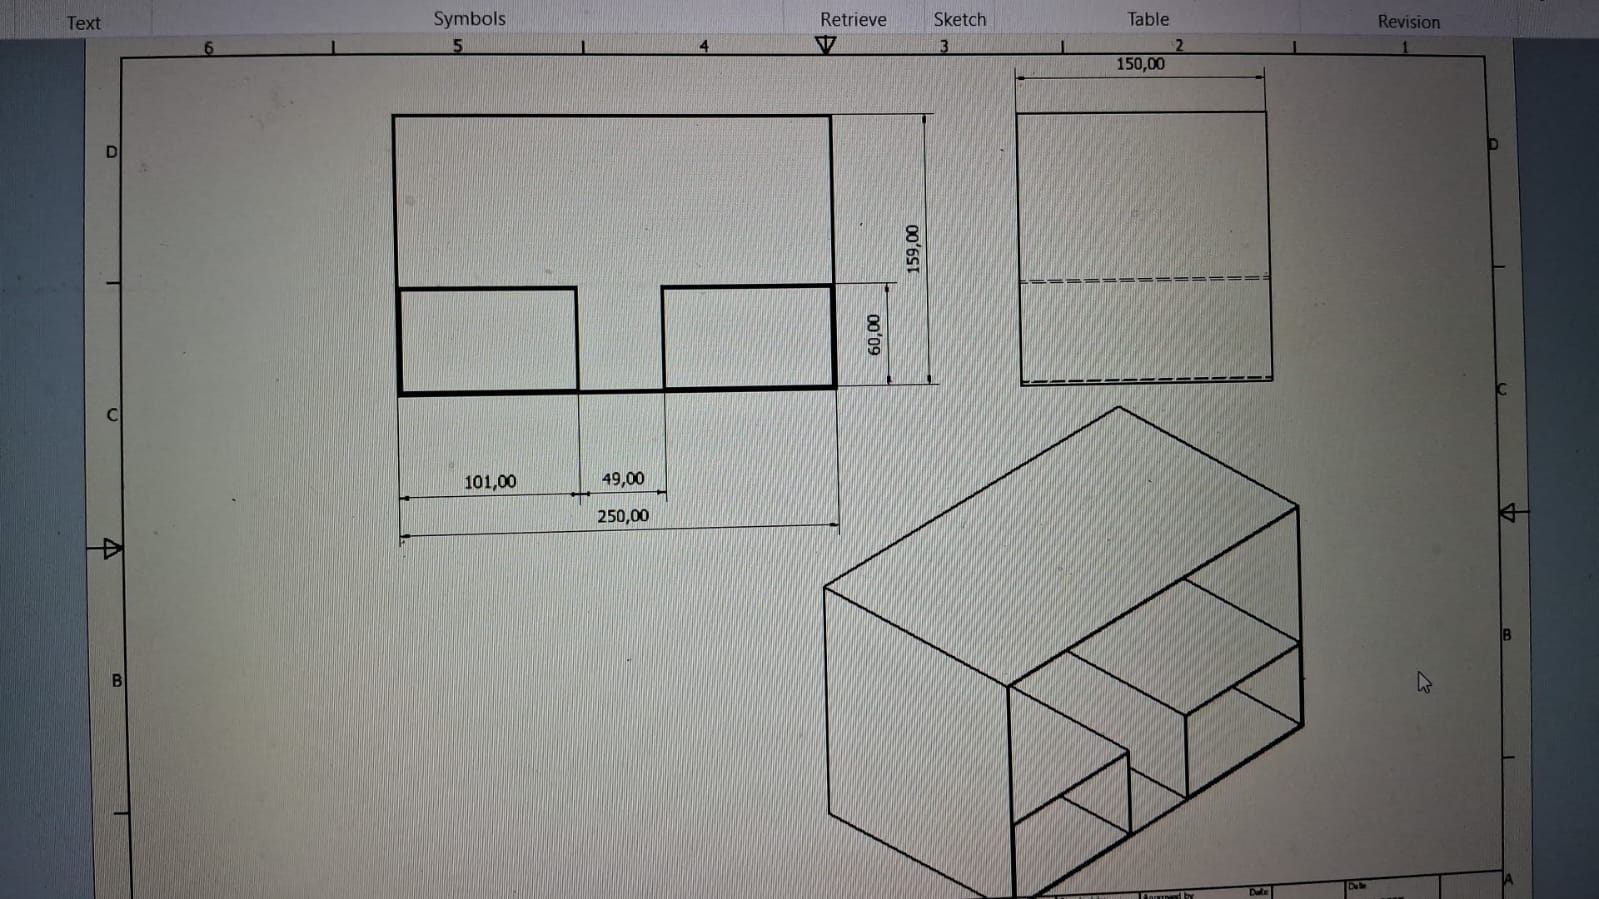 Text Symbols Retrieve Sketch Table Revision
6 5 4 3 2 1
150,00
D D
159,00
60,00
C C
101,00 49,00
250,00
B B
A
Approved by Date Date